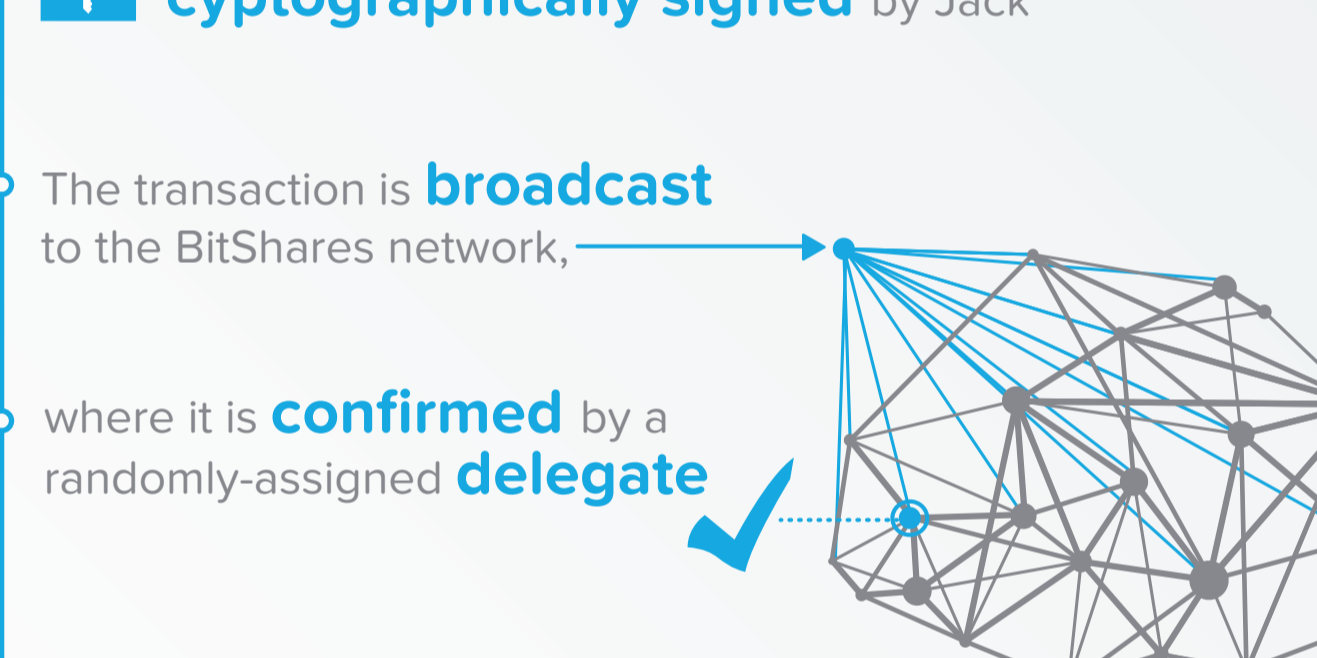 cyptographically signed by Jack
The transaction is broadcast
to the BitShares network,
where it is confirmed by a
randomly-assigned delegate